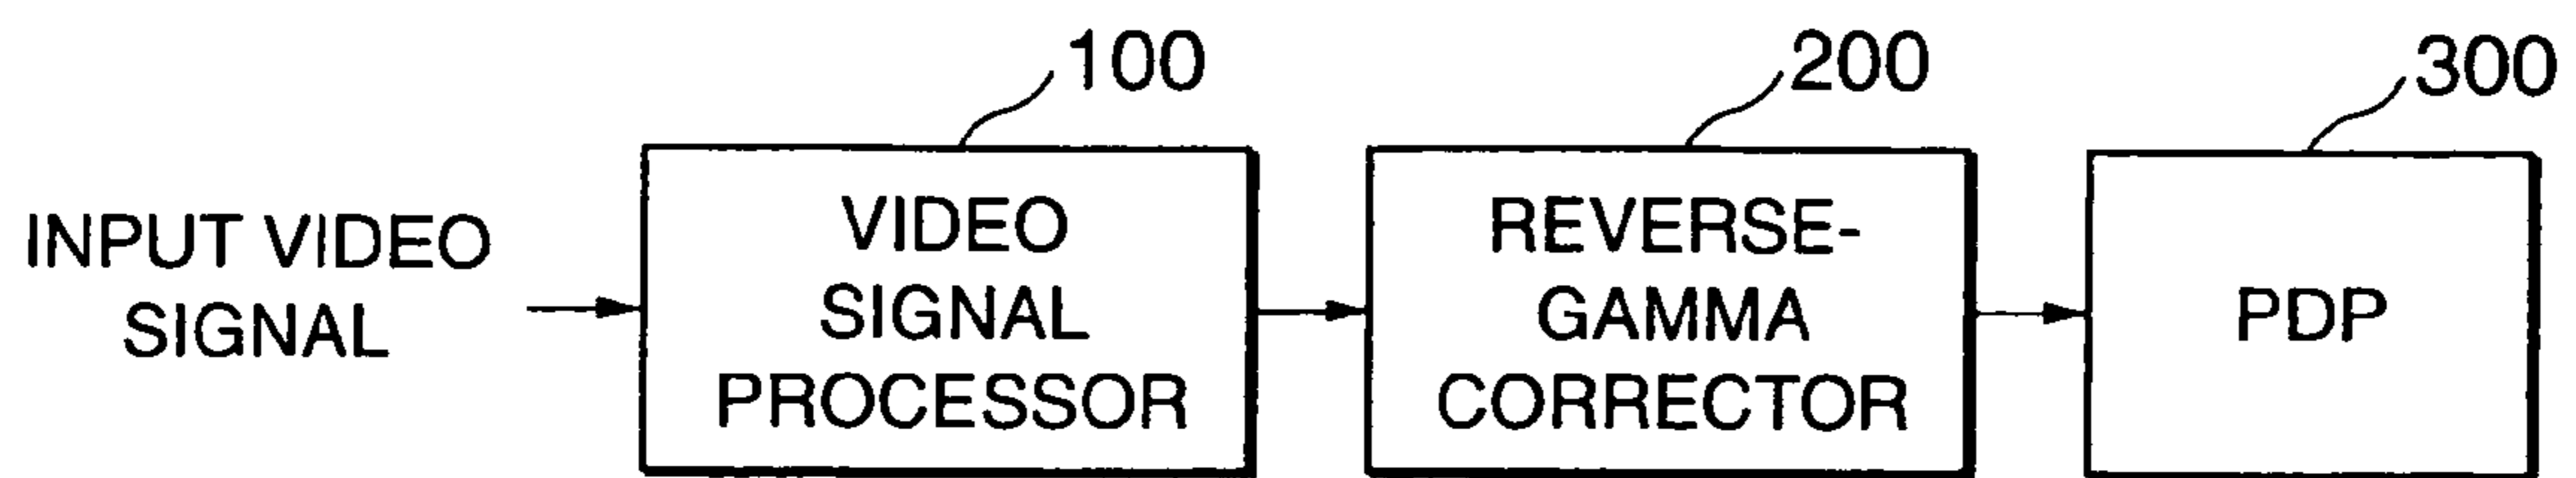 100
200
300
INPUT VIDEO
SIGNAL
VIDEO
SIGNAL
PROCESSOR
REVERSE-
GAMMA
CORRECTOR
PDP